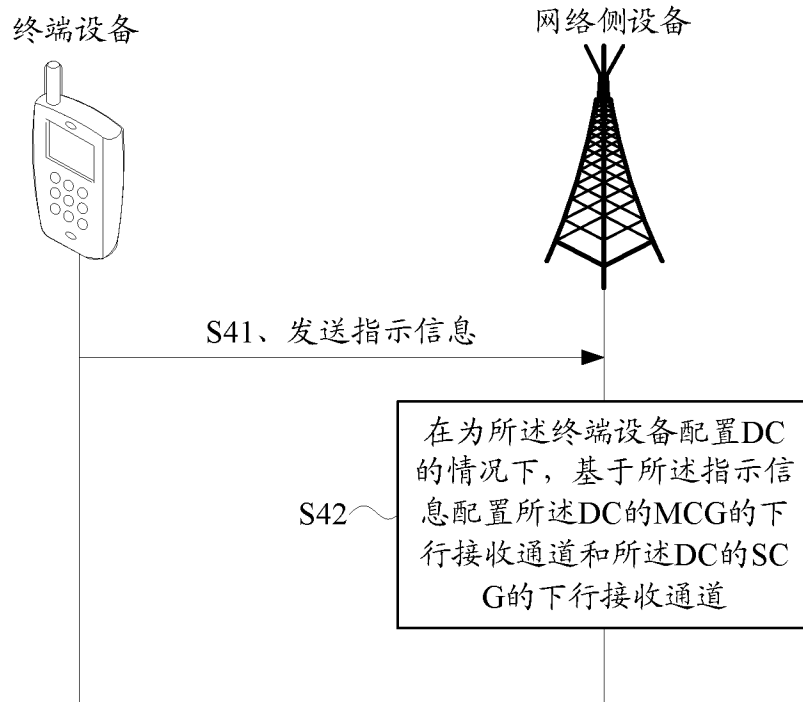 终端设备
网络侧设备
S41、发送指示信息
S42
在为所述终端设备配置DC
的情况下，基于所述指示信
息配置所述DC的MCG的下
行接收通道和所述DC的SC
G的下行接收通道